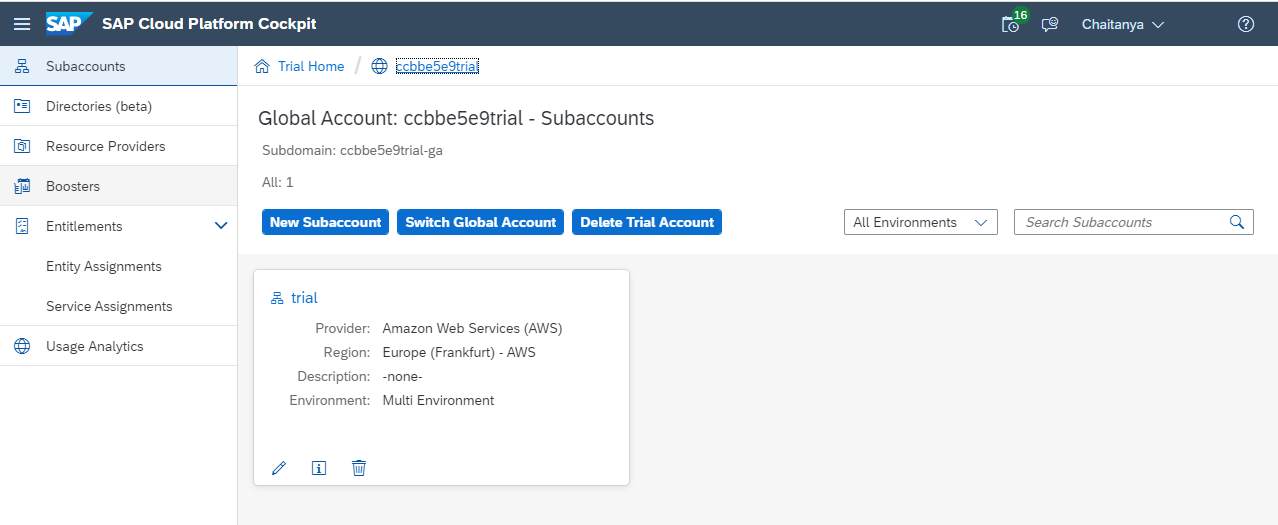 SAP SAP Cloud Platform Cockpit 16 Chaitanya
Subaccounts
Directories (beta)
Resource Providers
Boosters
Entitlements
Entity Assignments
Service Assignments
Usage Analytics
Trial Home / ccbbe5e9trial
Global Account: ccbbe5e9trial - Subaccounts
Subdomain: ccbbe5e9trial-ga
All: 1
New Subaccount Switch Global Account Delete Trial Account All Environments Search Subaccounts
trial
Provider: Amazon Web Services (AWS)
Region: Europe (Frankfurt) - AWS
Description: -none-
Environment: Multi Environment